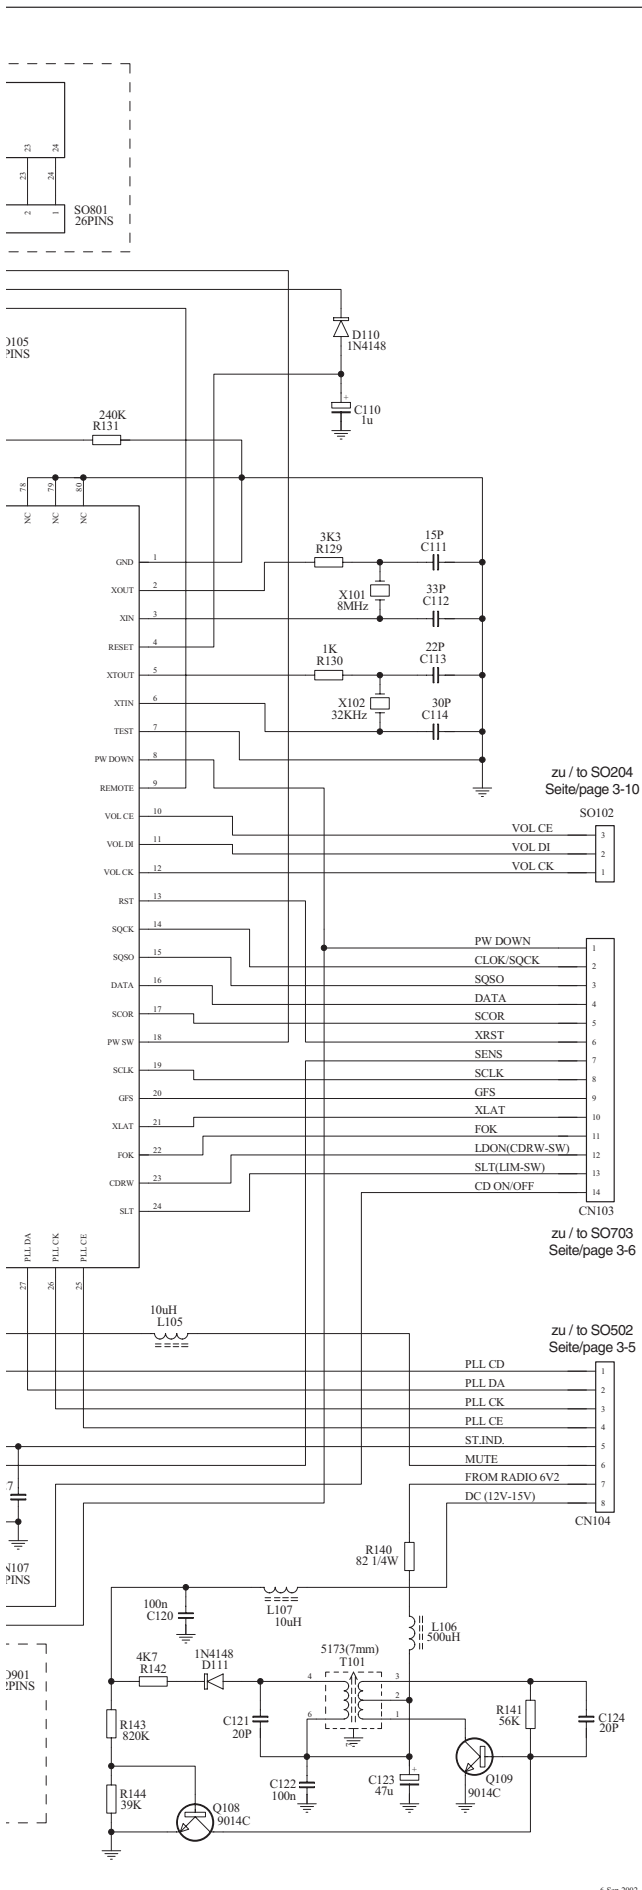 23
24
23
24
2
1
SO801
26PINS
D110
1N4148
C110
1u
240K
R131
78
79
80
NC
NC
NC
GND 1
XOUT 2
XIN 3
RESET 4
XTOUT 5
XTIN 6
TEST 7
PW DOWN 8
REMOTE 9
VOL CE 10
VOL DI 11
VOL CK 12
RST 13
SQCK 14
SQSO 15
DATA 16
SCOR 17
PW SW 18
SCLK 19
GFS 20
XLAT 21
FOK 22
CDRW 23
SLT 24
3K3
R129
15P
C111
X101
8MHz
33P
C112
1K
R130
22P
C113
X102
32KHz
30P
C114
zu / to SO204
Seite/page 3-10
SO102
VOL CE 3
VOL DI 2
VOL CK 1
PW DOWN 1
CLOK/SQCK 2
SQSO 3
DATA 4
SCOR 5
XRST 6
SENS 7
SCLK 8
GFS 9
XLAT 10
FOK 11
LDON(CDRW-SW) 12
SLT(LIM-SW) 13
CD ON/OFF 14
CN103
zu / to SO703
Seite/page 3-6
PLL DA
PLL CK
PLL CE
27
26
25
10uH
L105
zu / to SO502
Seite/page 3-5
PLL CD 1
PLL DA 2
PLL CK 3
PLL CE 4
ST.IND. 5
MUTE 6
FROM RADIO 6V2 7
DC (12V-15V) 8
CN104
R140
82 1/4W
100n
C120
L107
10uH
L106
500uH
4K7
R142
1N4148
D111
5173(7mm)
T101
4
6
3
2
1
R143
820K
C121
20P
R141
56K
C124
20P
R144
39K
Q108
9014C
C122
100n
C123
47u
Q109
9014C